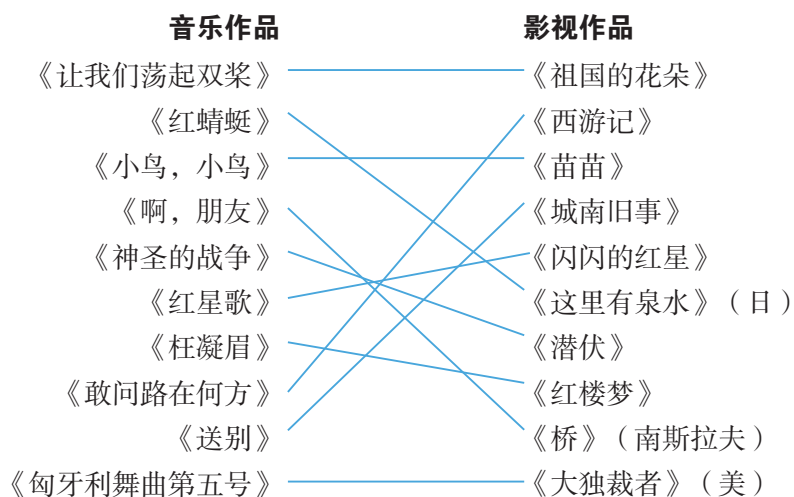 音乐作品 影视作品
《让我们荡起双桨》 《祖国的花朵》
《红蜻蜓》 《西游记》
《小鸟，小鸟》 《苗苗》
《啊，朋友》 《城南旧事》
《神圣的战争》 《闪闪的红星》
《红星歌》 《这里有泉水》（日）
《枉凝眉》 《潜伏》
《敢问路在何方》 《红楼梦》
《送别》 《桥》（南斯拉夫）
《匈牙利舞曲第五号》 《大独裁者》（美）